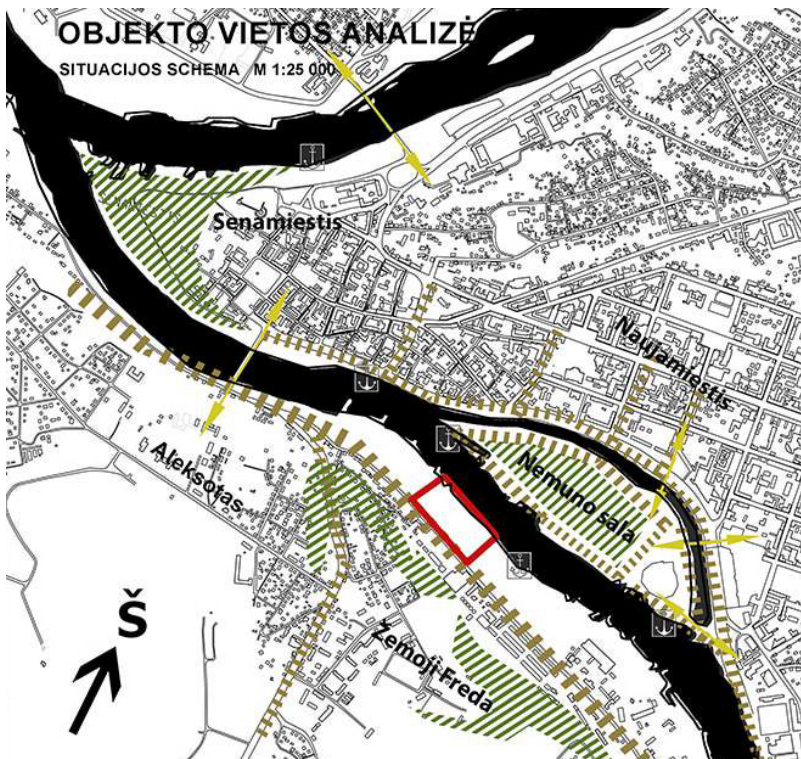 OBJEKTO VIETOS ANALIZĖ
SITUACIJOS SCHEMA M 1:25 000
Senamiestis
Naujamiestis
Nemuno sala
Aleksotas
Š
Žemoji Freda